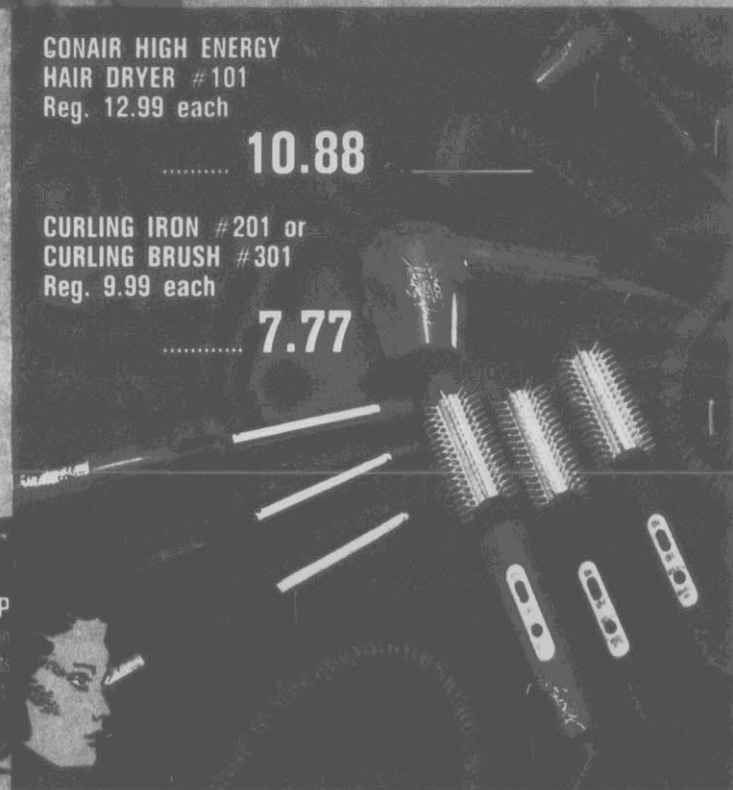 CONAIR HIGH ENERGY
HAIR DRYER #101
Reg. 12.99 each
.......... 10.88
CURLING IRON #201 or
CURLING BRUSH #301
Reg. 9.99 each
............ 7.77